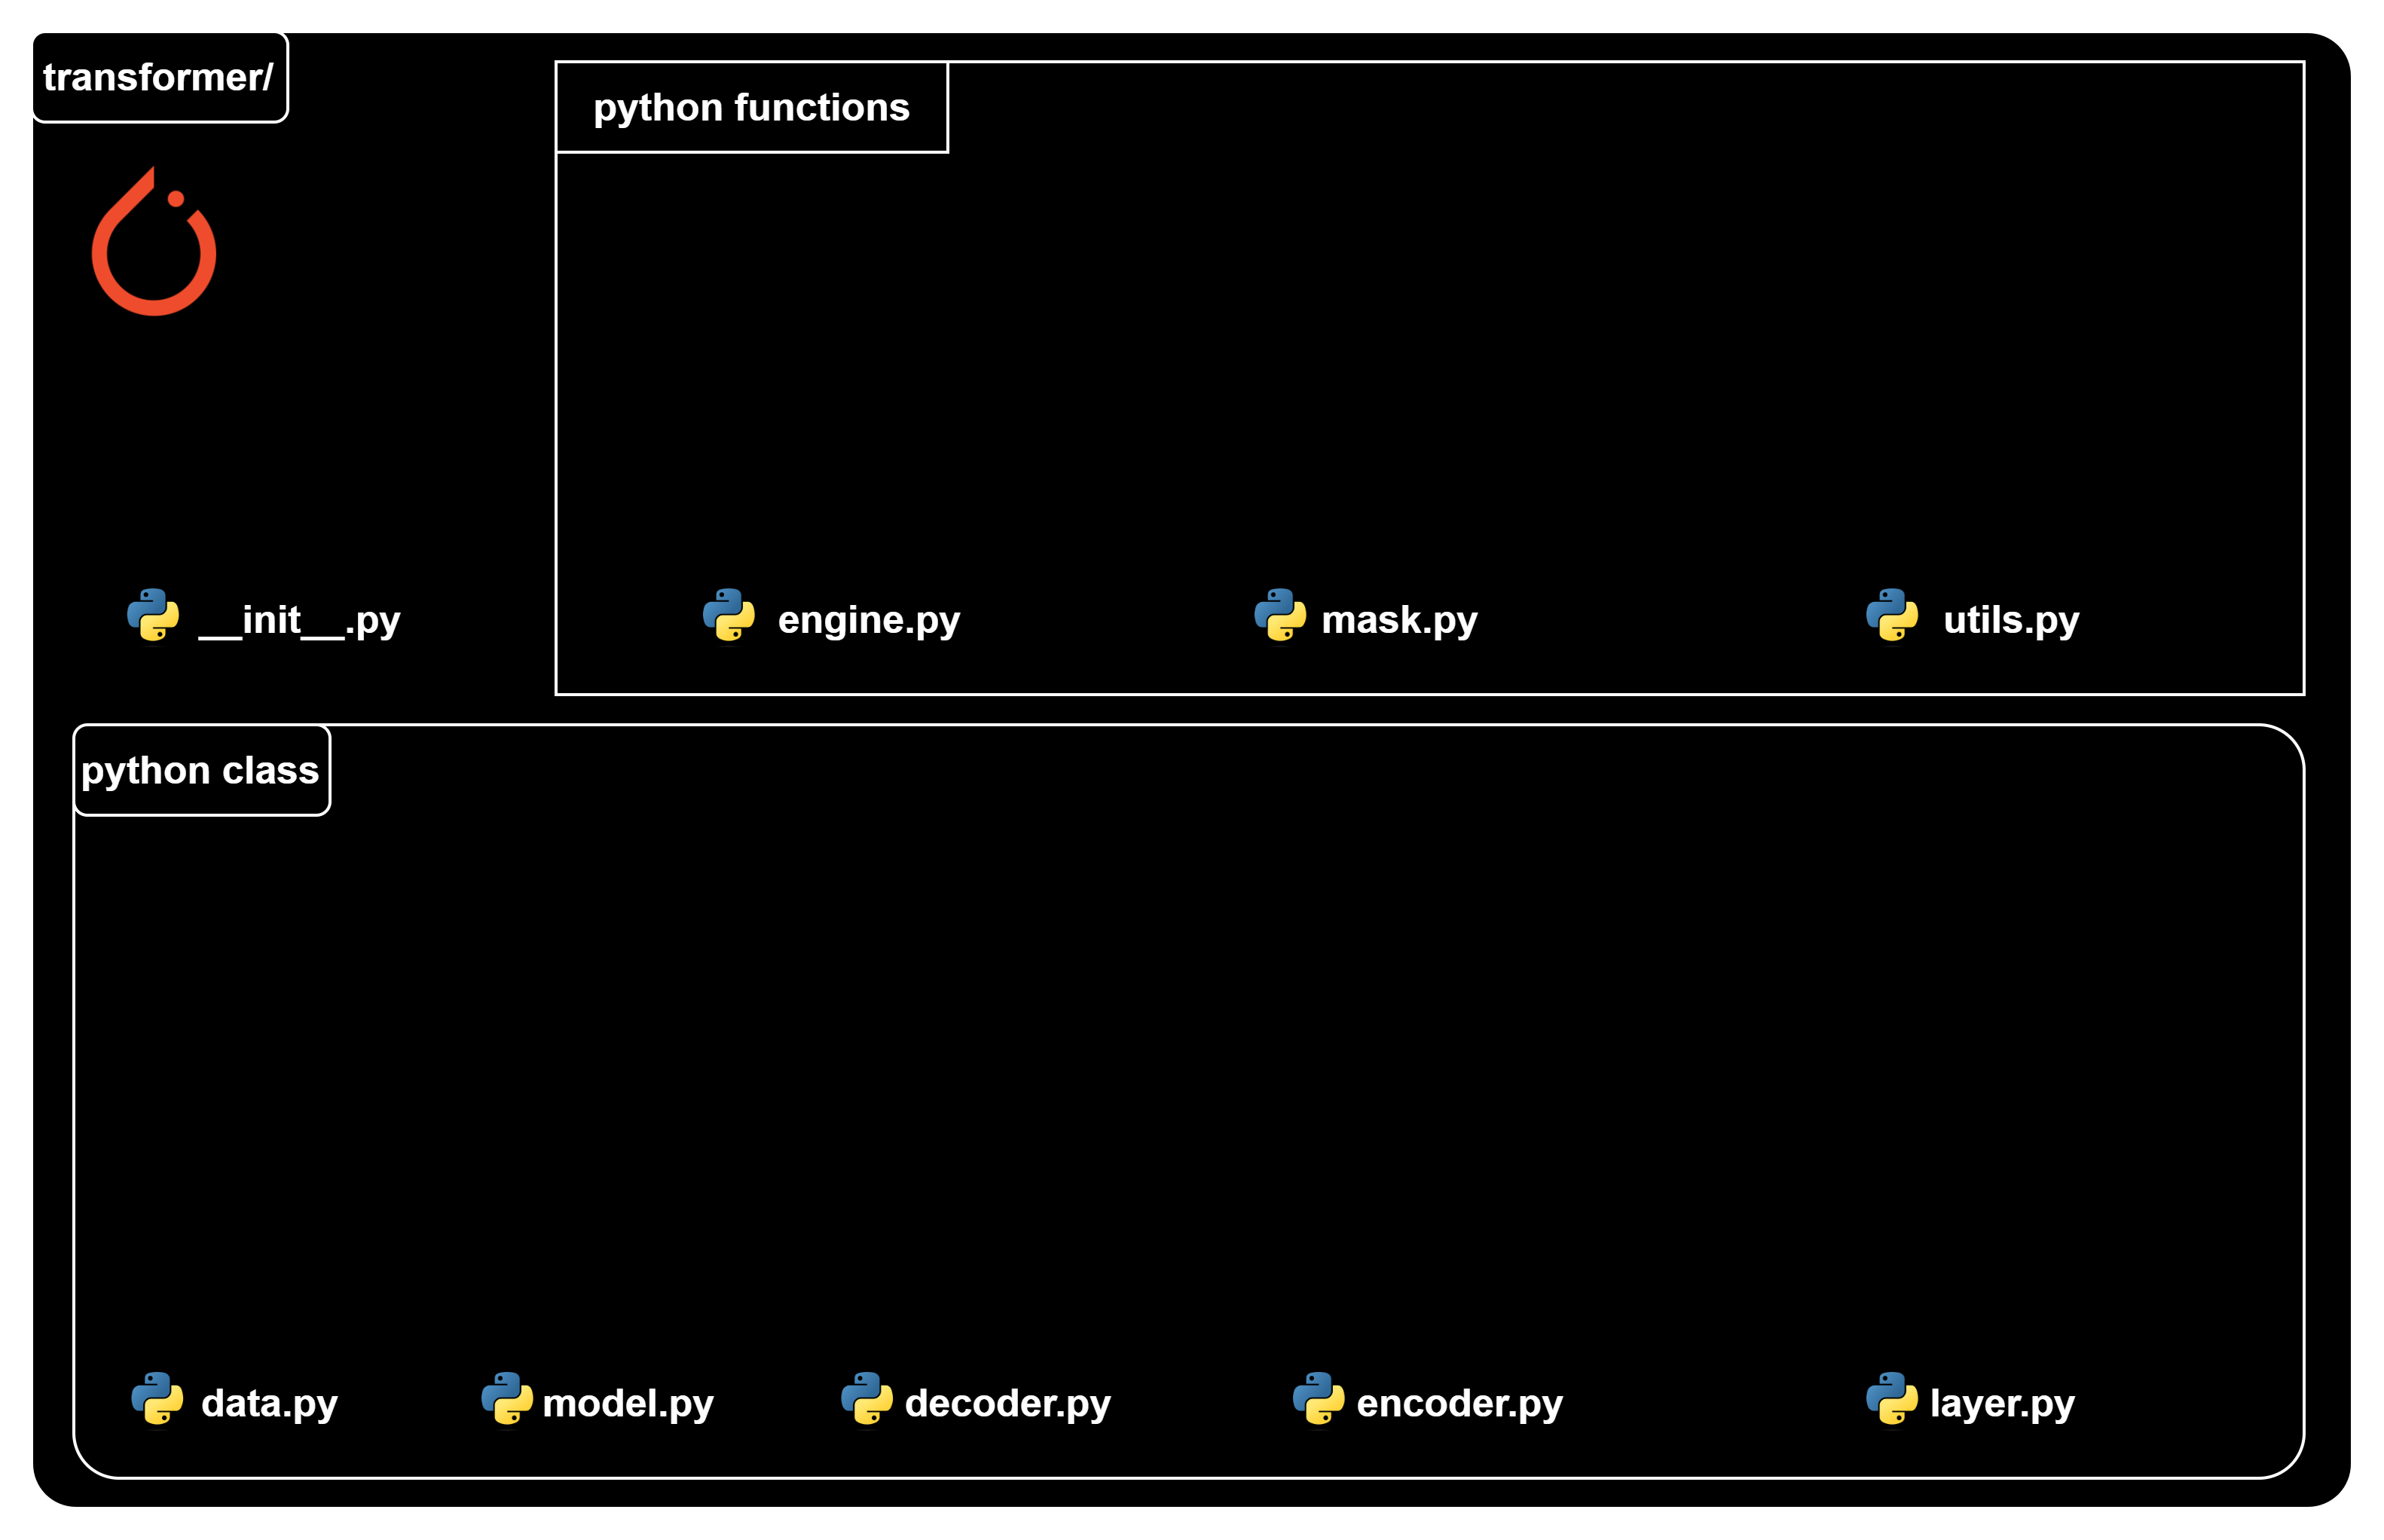 transformer/
python functions
__init__.py
engine.py
mask.py
utils.py
python class
data.py
model.py
decoder.py
encoder.py
layer.py